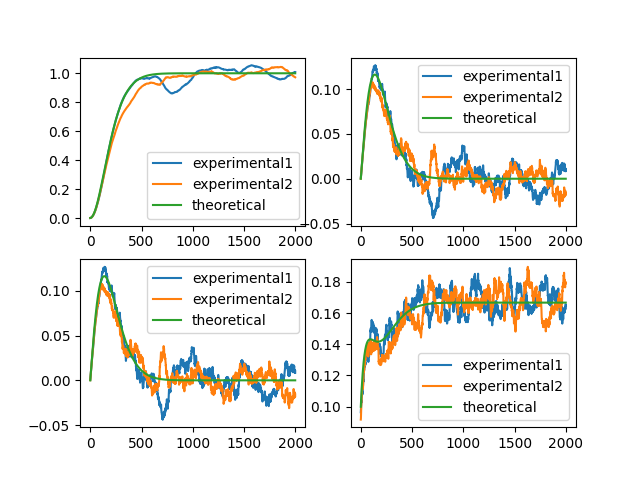 1.0
0.8
0.6
0.4
0.2
0.0
experimental1
experimental2
theoretical
0 500 1000 1500 2000
0.10
0.05
0.00
−0.05
experimental1
experimental2
theoretical
0 500 1000 1500 2000
0.10
0.05
0.00
−0.05
experimental1
experimental2
theoretical
0 500 1000 1500 2000
0.18
0.16
0.14
0.12
0.10
experimental1
experimental2
theoretical
0 500 1000 1500 2000